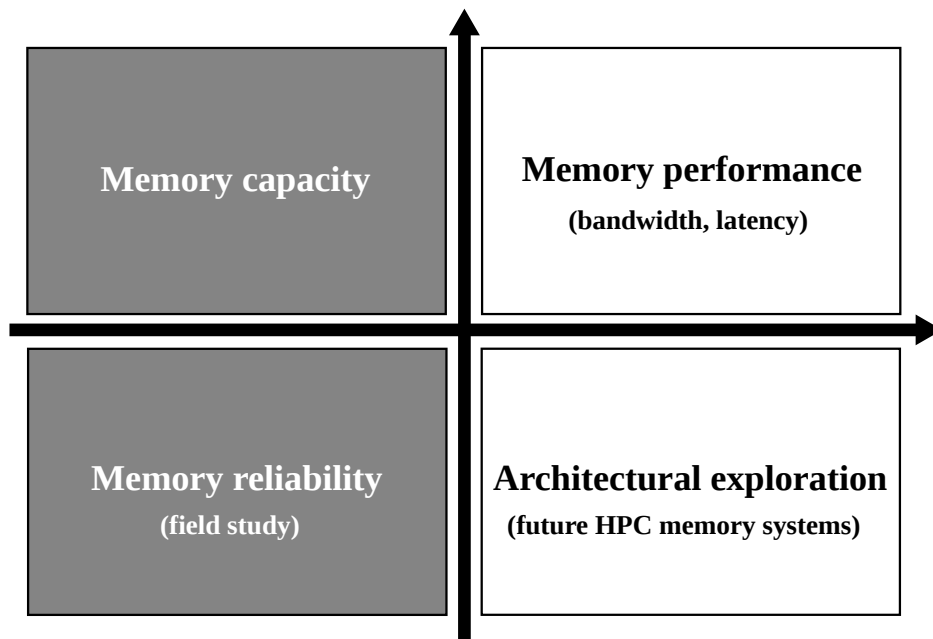 Memory capacity
Memory performance
(bandwidth, latency)
Memory reliability
(field study)
Architectural exploration
(future HPC memory systems)